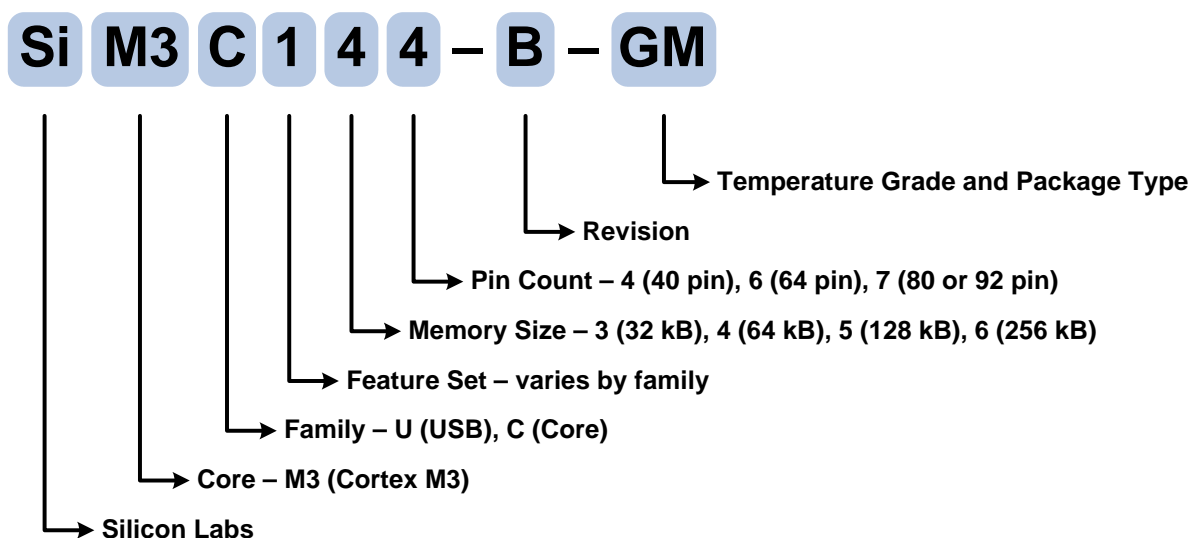 Si M3 C 1 4 4 – B – GM
Temperature Grade and Package Type
Revision
Pin Count – 4 (40 pin), 6 (64 pin), 7 (80 or 92 pin)
Memory Size – 3 (32 kB), 4 (64 kB), 5 (128 kB), 6 (256 kB)
Feature Set – varies by family
Family – U (USB), C (Core)
Core – M3 (Cortex M3)
Silicon Labs